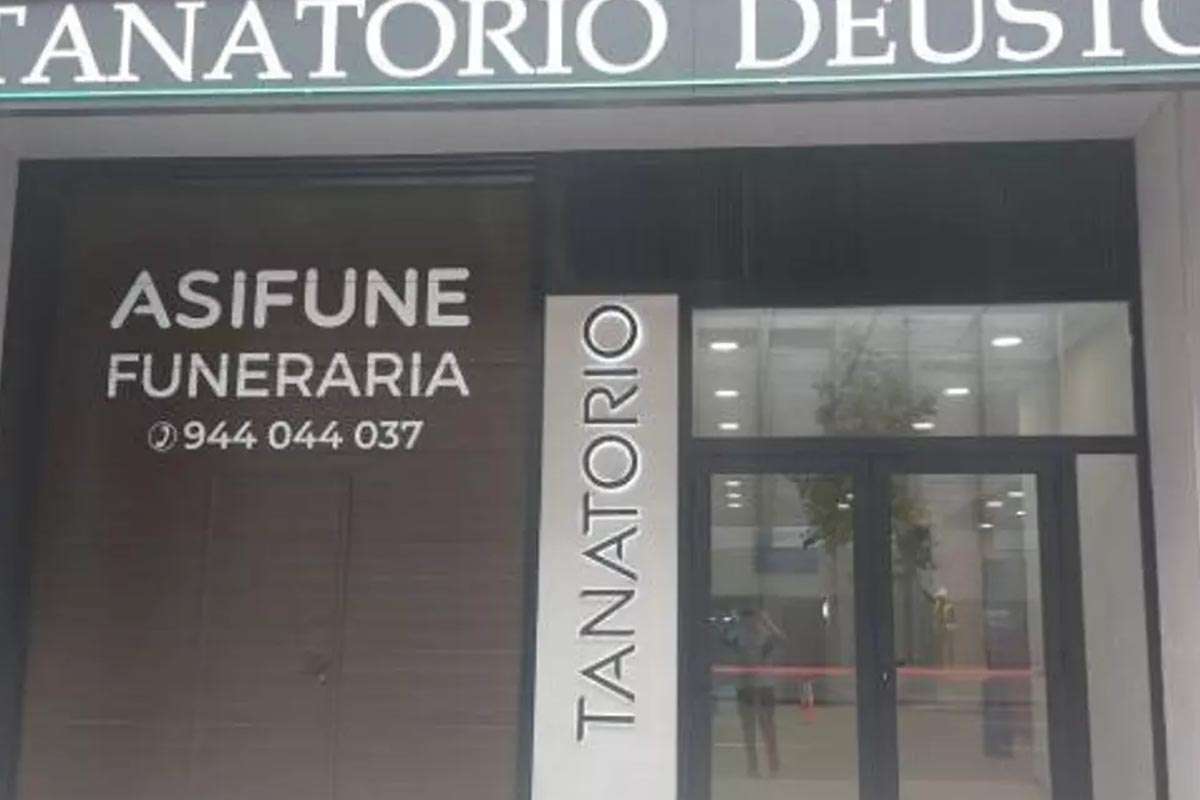 TANATORIO DEUSTO
ASIFUNE
FUNERARIA
944 044 037
TANATORIO